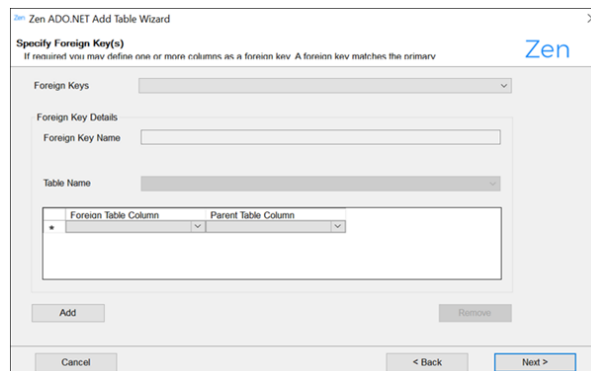 Zen Zen ADO.NET Add Table Wizard
Specify Foreign Key(s)
If required you may define one or more columns as a foreign key. A foreign key matches the primary
Zen
Foreign Keys
Foreign Key Details
Foreign Key Name
Table Name
Foreign Table Column Parent Table Column
*
Add Remove
Cancel < Back Next >